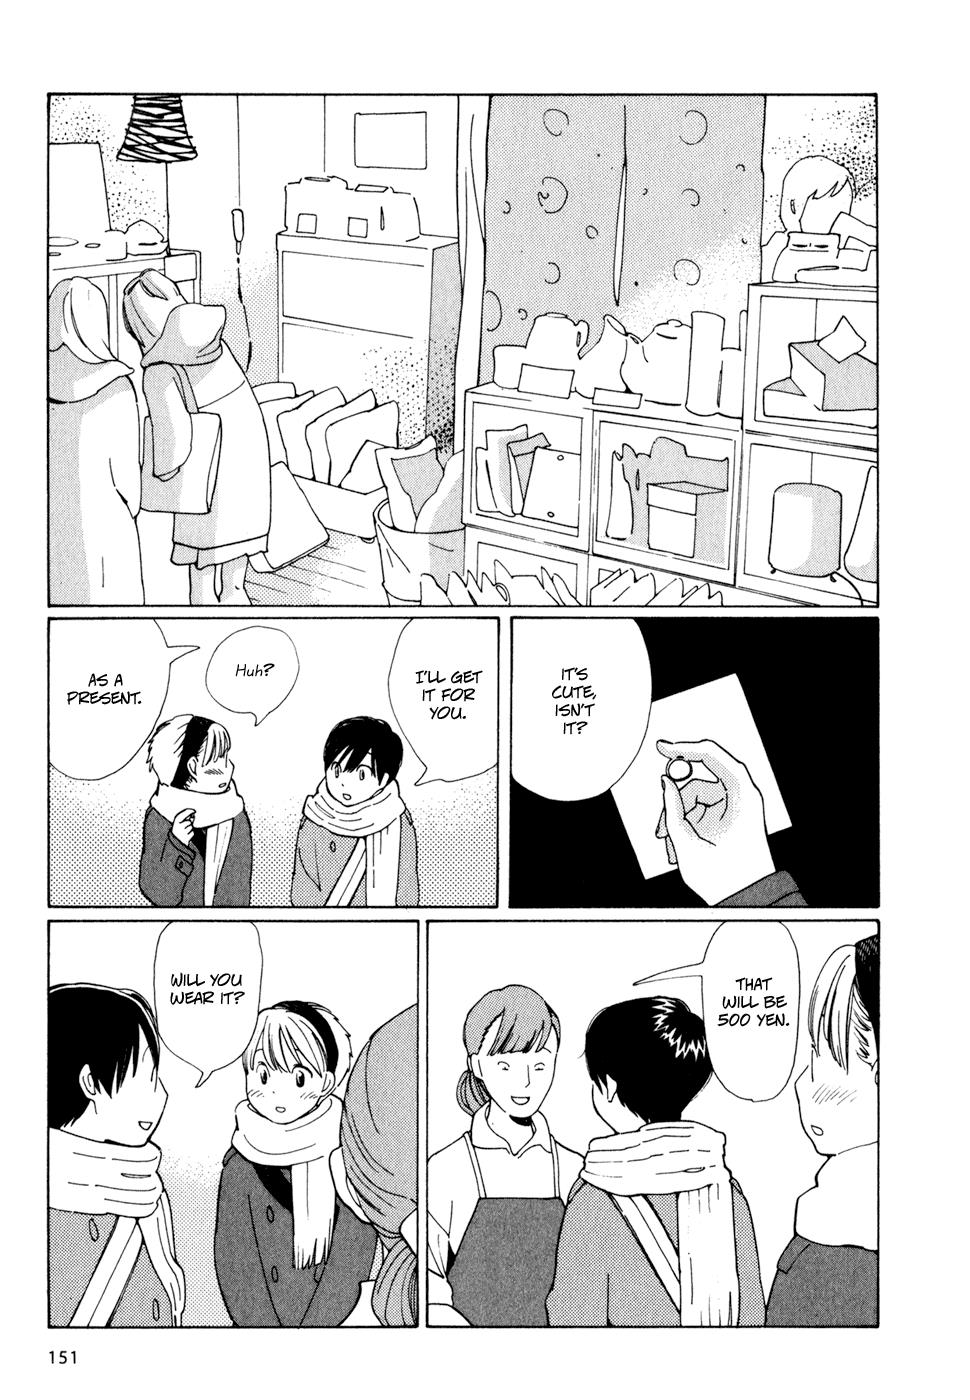 IT'S
CUTE,
ISN'T
IT?
I'LL GET
IT FOR
YOU.
Huh?
AS A
PRESENT.
THAT
WILL BE
500 YEN.
WILL YOU
WEAR IT?
151